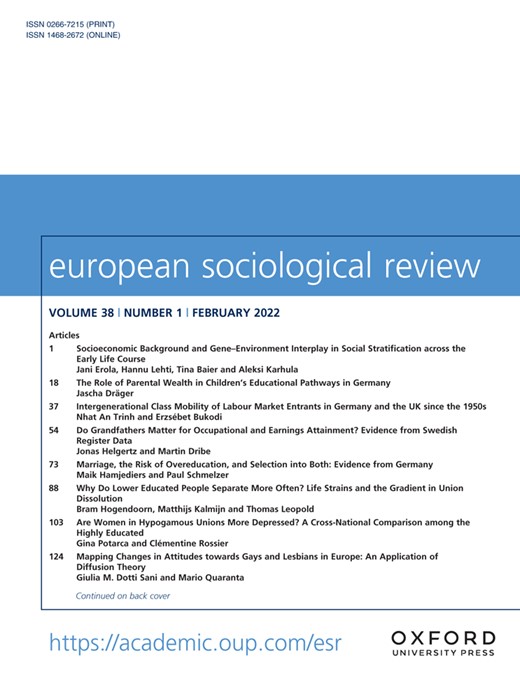 ISSN 0266-7215 (PRINT)
ISSN 1468-2672 (ONLINE)
european sociological review
VOLUME 38 | NUMBER 1 | FEBRUARY 2022
Articles
1 Socioeconomic Background and Gene–Environment Interplay in Social Stratification across the
Early Life Course
Jani Erola, Hannu Lehti, Tina Baier and Aleksi Karhula
18 The Role of Parental Wealth in Children's Educational Pathways in Germany
Jascha Dräger
37 Intergenerational Class Mobility of Labour Market Entrants in Germany and the UK since the 1950s
Nhat An Trinh and Erzsébet Bukodi
54 Do Grandfathers Matter for Occupational and Earnings Attainment? Evidence from Swedish
Register Data
Jonas Helgertz and Martin Dribe
73 Marriage, the Risk of Overeducation, and Selection into Both: Evidence from Germany
Maik Hamjediers and Paul Schmelzer
88 Why Do Lower Educated People Separate More Often? Life Strains and the Gradient in Union
Dissolution
Bram Hogendoorn, Matthijs Kalmijn and Thomas Leopold
103 Are Women in Hypogamous Unions More Depressed? A Cross-National Comparison among the
Highly Educated
Gina Potarca and Clémentine Rossier
124 Mapping Changes in Attitudes towards Gays and Lesbians in Europe: An Application of
Diffusion Theory
Giulia M. Dotti Sani and Mario Quaranta
Continued on back cover
https://academic.oup.com/esr
OXFORD
UNIVERSITY PRESS